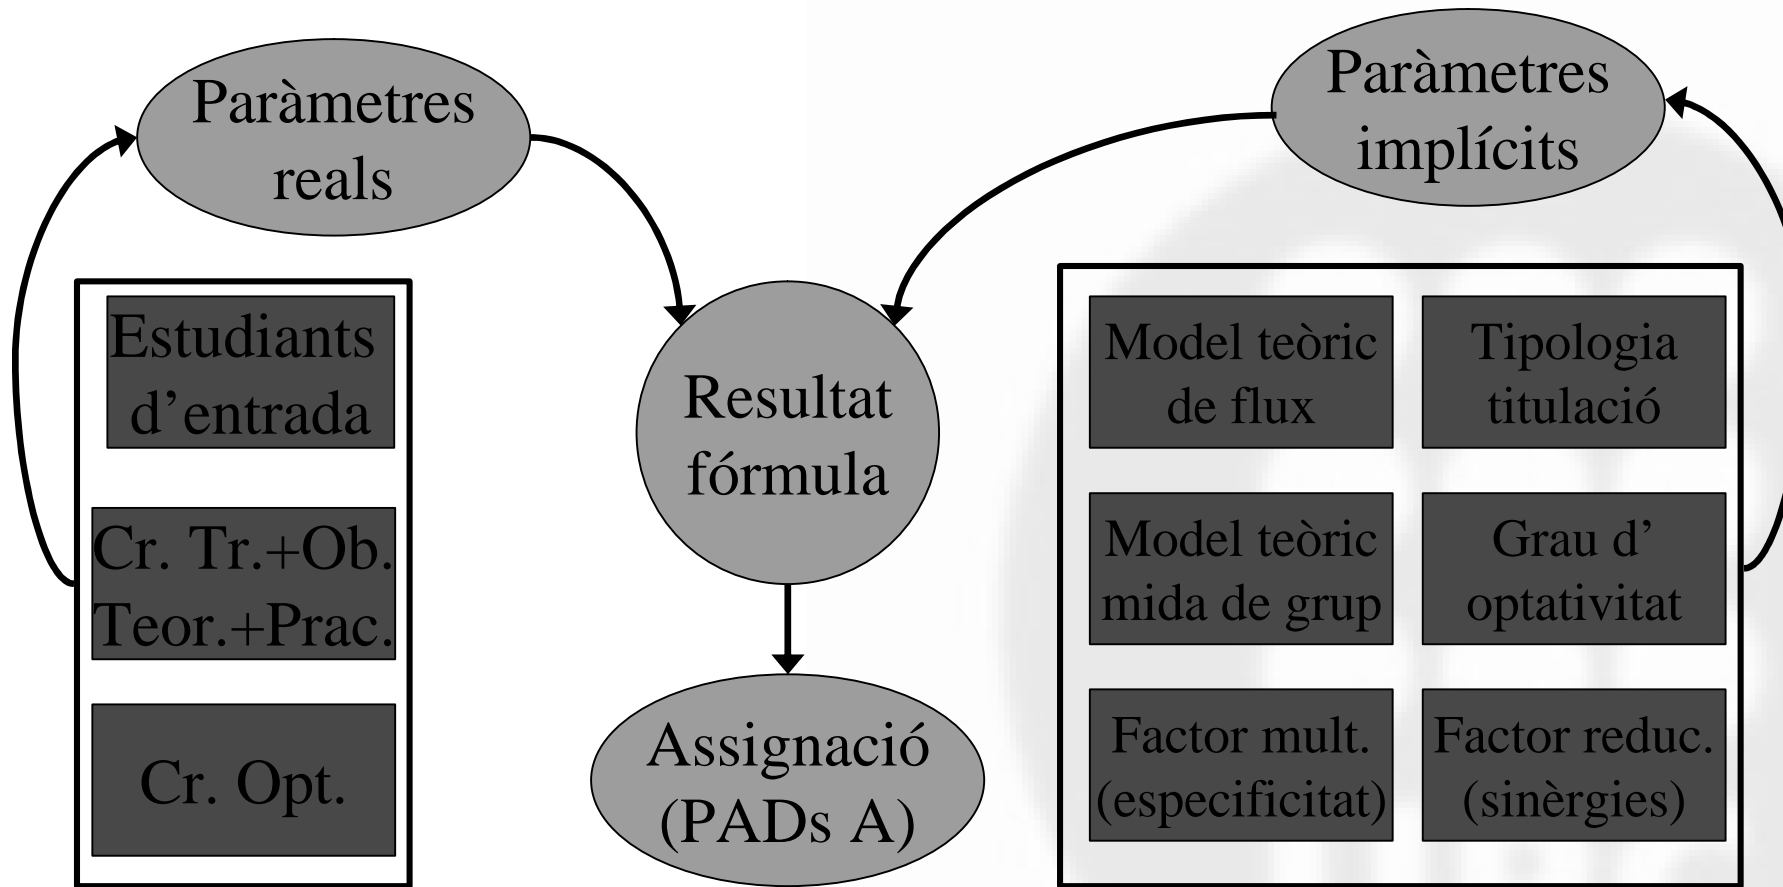 Paràmetres
reals
Paràmetres
implícits
Estudiants
d’entrada
Cr. Tr.+Ob.
Teor.+Prac.
Cr. Opt.
Resultat
fórmula
Assignació
(PADs A)
Model teòric
de flux
Tipologia
titulació
Model teòric
mida de grup
Grau d’
optativitat
Factor mult.
(especificitat)
Factor reduc.
(sinèrgies)